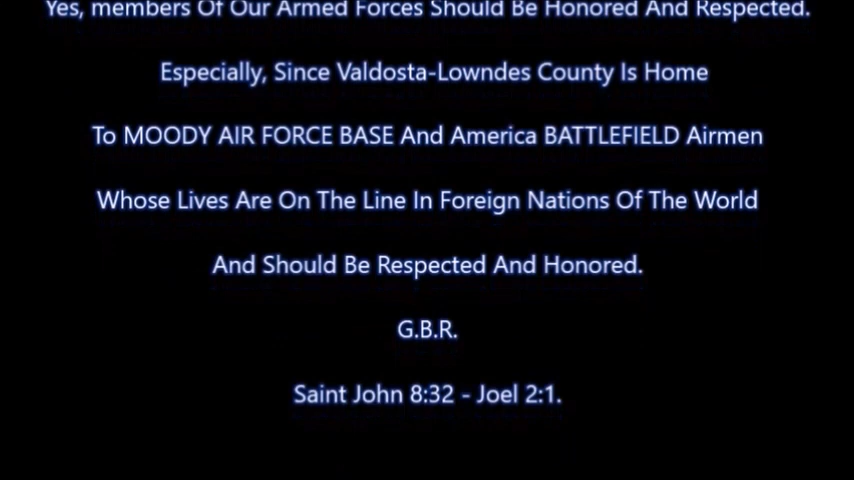 Yes, members Of Our Armed Forces Should Be Honored And Respected.
Especially, Since Valdosta-Lowndes County Is Home
To MOODY AIR FORCE BASE And America BATTLEFIELD Airmen
Whose Lives Are On The Line In Foreign Nations Of The World
And Should Be Respected And Honored.
G.B.R.
Saint John 8:32 - Joel 2:1.